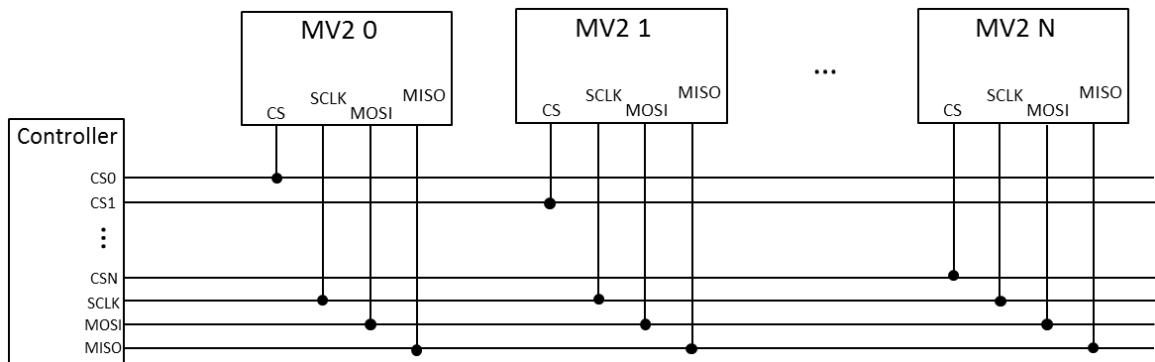 MV2 0
MV2 1
MV2 N
...
CS SCLK MOSI MISO
CS SCLK MOSI MISO
CS SCLK MOSI MISO
Controller
CS0
CS1
⋮
CSN
SCLK
MOSI
MISO